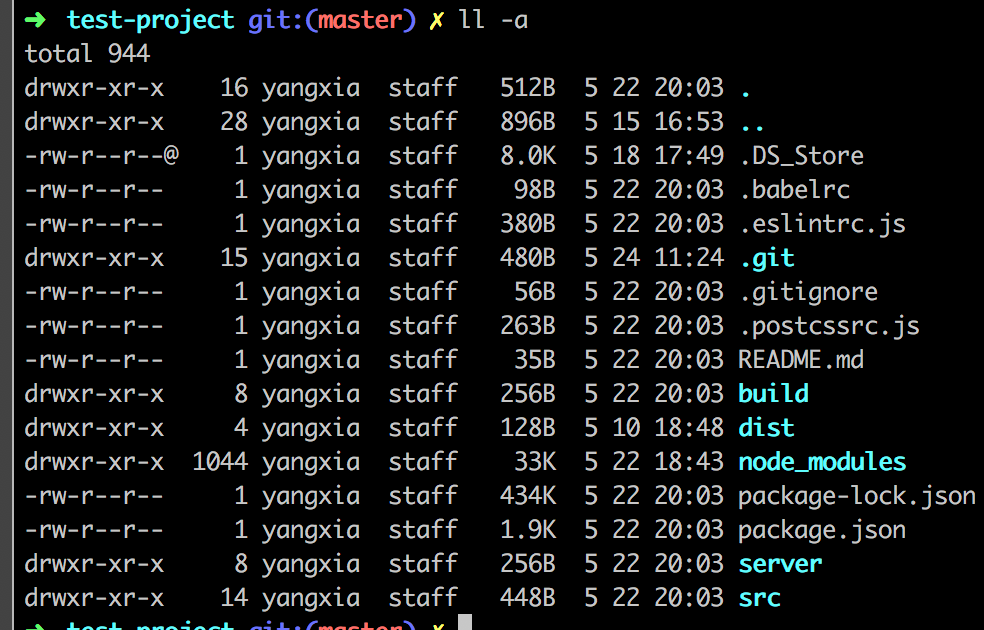 ➜ test-project git:(master) ✗ ll -a
total 944
drwxr-xr-x 16 yangxia staff 512B 5 22 20:03 .
drwxr-xr-x 28 yangxia staff 896B 5 15 16:53 ..
-rw-r--r--@ 1 yangxia staff 8.0K 5 18 17:49 .DS_Store
-rw-r--r-- 1 yangxia staff 98B 5 22 20:03 .babelrc
-rw-r--r-- 1 yangxia staff 380B 5 22 20:03 .eslintrc.js
drwxr-xr-x 15 yangxia staff 480B 5 24 11:24 .git
-rw-r--r-- 1 yangxia staff 56B 5 22 20:03 .gitignore
-rw-r--r-- 1 yangxia staff 263B 5 22 20:03 .postcssrc.js
-rw-r--r-- 1 yangxia staff 35B 5 22 20:03 README.md
drwxr-xr-x 8 yangxia staff 256B 5 22 20:03 build
drwxr-xr-x 4 yangxia staff 128B 5 10 18:48 dist
drwxr-xr-x 1044 yangxia staff 33K 5 22 18:43 node_modules
-rw-r--r-- 1 yangxia staff 434K 5 22 20:03 package-lock.json
-rw-r--r-- 1 yangxia staff 1.9K 5 22 20:03 package.json
drwxr-xr-x 8 yangxia staff 256B 5 22 20:03 server
drwxr-xr-x 14 yangxia staff 448B 5 22 20:03 src
➜ test-project git:(master) ✗